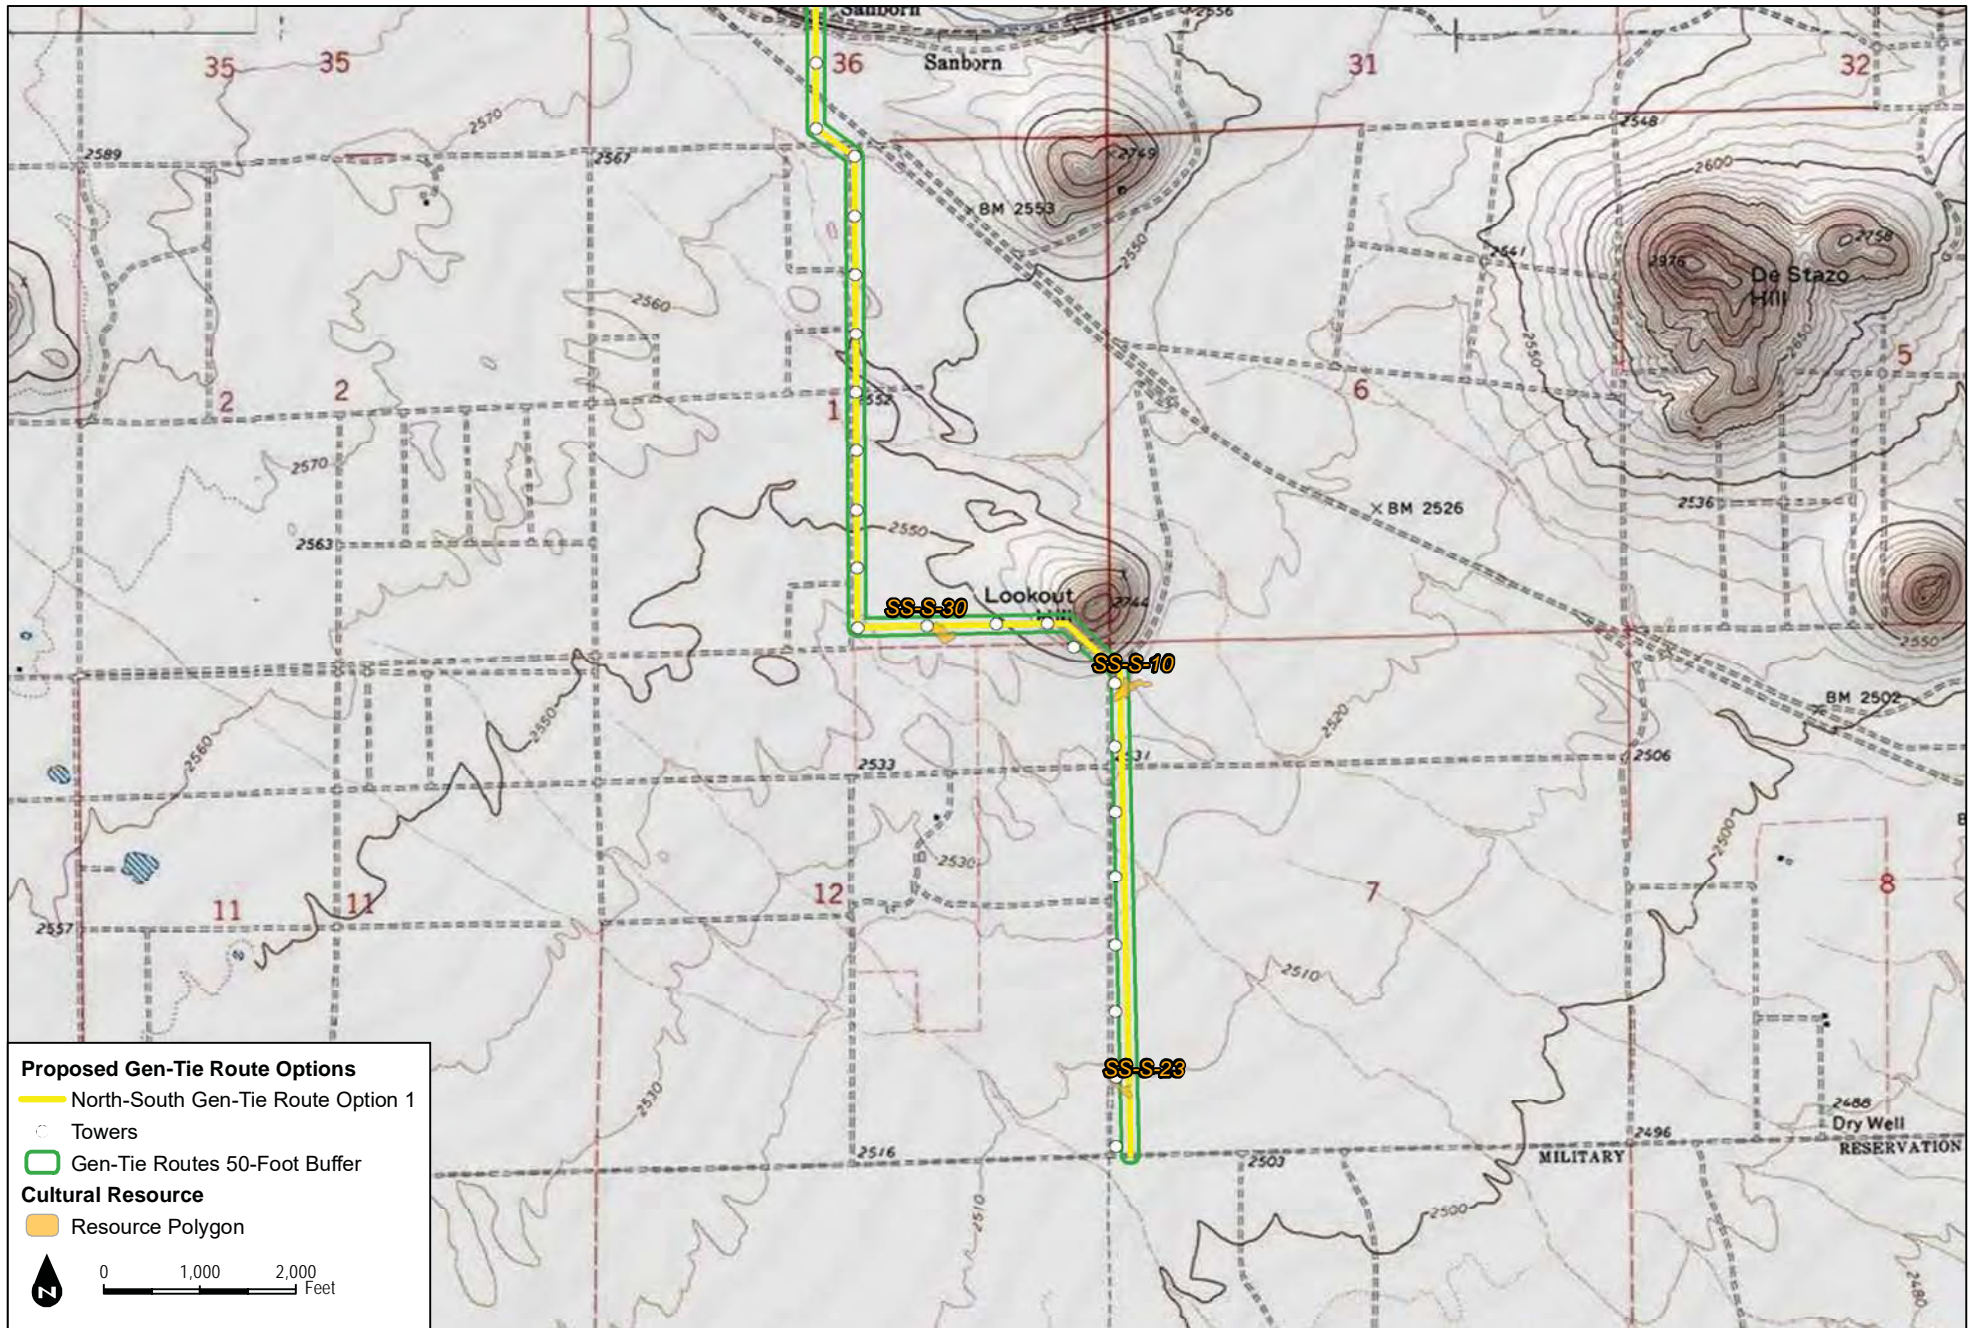 Sanborn
2556
35
35
36
Sanborn
31
32
2570
2548
2589
2567
2749
2600
BM 2553
2550
2541
2758
2976
De Stazo
Hill
2560
2550
2650
5
2
2
6
1
2552
2570
2536
BM 2526
2550
2563
Lookout
2744
SS-S-30
2550
SS-S-10
BM 2502
2550
2520
2560
2533
2531
2506
2500
2530
11
11
12
7
8
2557
2510
Proposed Gen-Tie Route Options
North-South Gen-Tie Route Option 1
Towers
Gen-Tie Routes 50-Foot Buffer
Cultural Resource
Resource Polygon
N
0 1,000 2,000
Feet
SS-S-23
2530
2488
Dry Well
2496
2516
2503
MILITARY
RESERVATION
2510
2500
2480